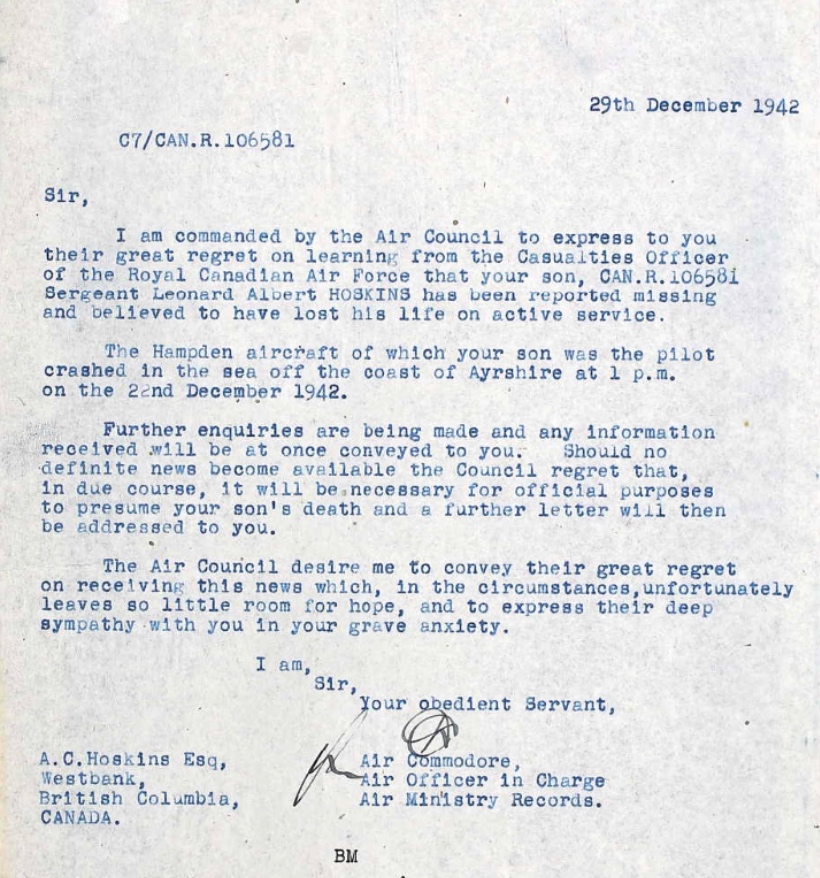 29th December 1942
C7/CAN.R.106581
Sir,
I am commanded by the Air Council to express to you
their great regret on learning from the Casualties Officer
of the Royal Canadian Air Force that your son, CAN.R.106581
Sergeant Leonard Albert HOSKINS has been reported missing
and believed to have lost his life on active service.
The Hampden aircraft of which your son was the pilot
crashed in the sea off the coast of Ayrshire at 1 p.m.
on the 22nd December 1942.
Further enquiries are being made and any information
received will be at once conveyed to you. Should no
definite news become available the Council regret that,
in due course, it will be necessary for official purposes
to presume your son's death and a further letter will then
be addressed to you.
The Air Council desire me to convey their great regret
on receiving this news which, in the circumstances,unfortunately
leaves so little room for hope, and to express their deep
sympathy with you in your grave anxiety.
I am,
Sir,
Your obedient Servant,
Air Commodore,
Air Officer in Charge
Air Ministry Records.
A.C.Hoskins Esq,
Westbank,
British Columbia,
CANADA.
BM